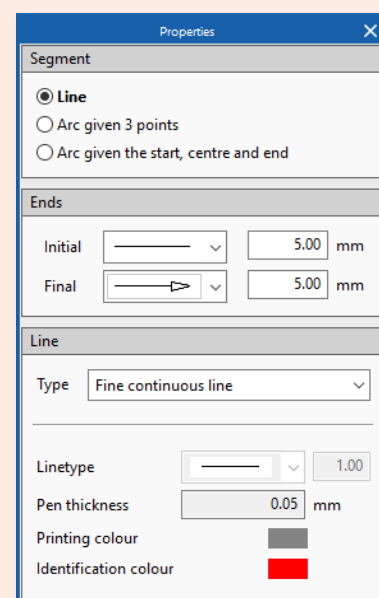 Properties
Segment
Line
Arc given 3 points
Arc given the start, centre and end
Ends
Initial 5.00 mm
Final 5.00 mm
Line
Type Fine continuous line
Linetype 1.00
Pen thickness 0.05 mm
Printing colour
Identification colour